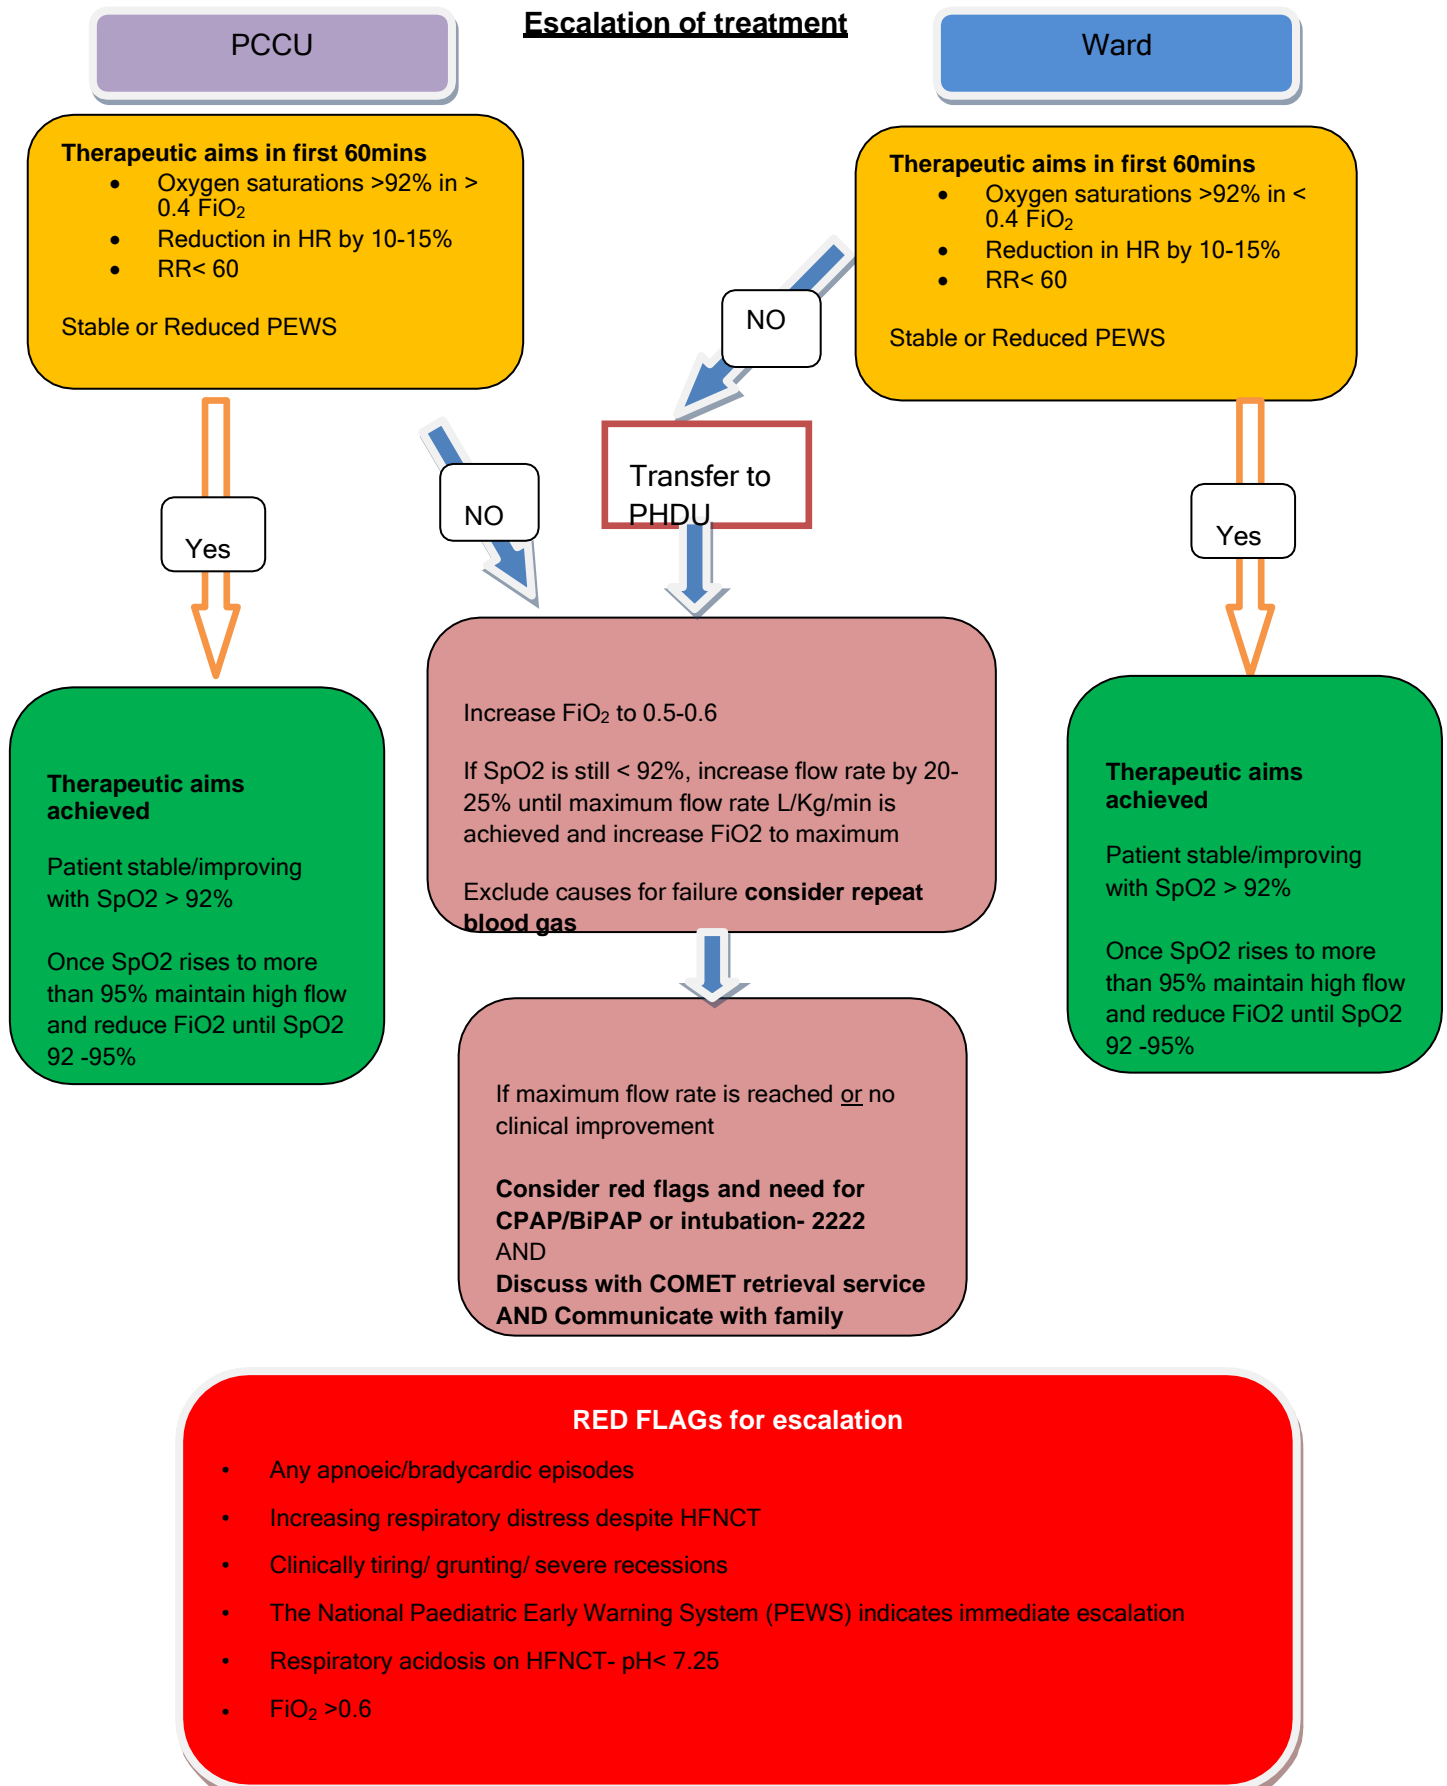 Escalation of treatment
PCCU
Ward
Therapeutic aims in first 60mins
• Oxygen saturations >92% in >
0.4 FiO₂
• Reduction in HR by 10-15%
• RR< 60
Stable or Reduced PEWS
Therapeutic aims in first 60mins
• Oxygen saturations >92% in <
0.4 FiO₂
• Reduction in HR by 10-15%
• RR< 60
Stable or Reduced PEWS
NO
Transfer to
PHDU
NO
Yes
Yes
Increase FiO₂ to 0.5-0.6
If SpO2 is still < 92%, increase flow rate by 20-
25% until maximum flow rate L/Kg/min is
achieved and increase FiO2 to maximum
Exclude causes for failure consider repeat
blood gas
Therapeutic aims
achieved
Patient stable/improving
with SpO2 > 92%
Once SpO2 rises to more
than 95% maintain high flow
and reduce FiO2 until SpO2
92 -95%
Therapeutic aims
achieved
Patient stable/improving
with SpO2 > 92%
Once SpO2 rises to more
than 95% maintain high flow
and reduce FiO2 until SpO2
92 -95%
If maximum flow rate is reached or no
clinical improvement
Consider red flags and need for
CPAP/BiPAP or intubation- 2222
AND
Discuss with COMET retrieval service
AND Communicate with family
RED FLAGs for escalation
• Any apnoeic/bradycardic episodes
• Increasing respiratory distress despite HFNCT
• Clinically tiring/ grunting/ severe recessions
• The National Paediatric Early Warning System (PEWS) indicates immediate escalation
• Respiratory acidosis on HFNCT- pH< 7.25
• FiO₂ >0.6